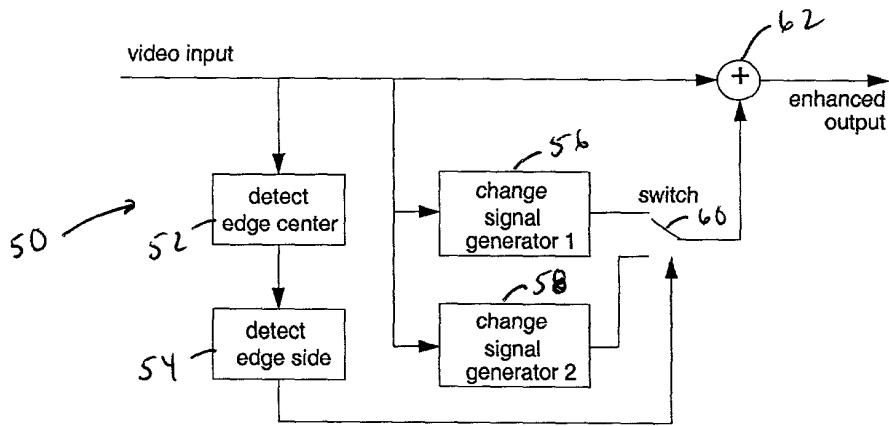 62
video input
+
enhanced
output
56
detect
edge center
change
signal
generator 1
switch
60
50
52
58
detect
edge side
change
signal
generator 2
54